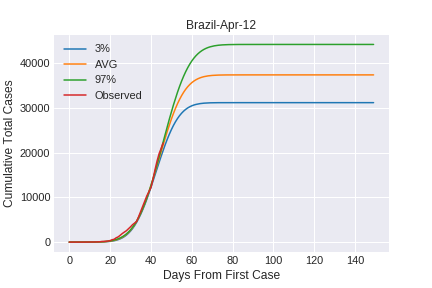 Brazil-Apr-12
3%
AVG
97%
Observed
Cumulative Total Cases
40000
30000
20000
10000
0
0 20 40 60 80 100 120 140
Days From First Case